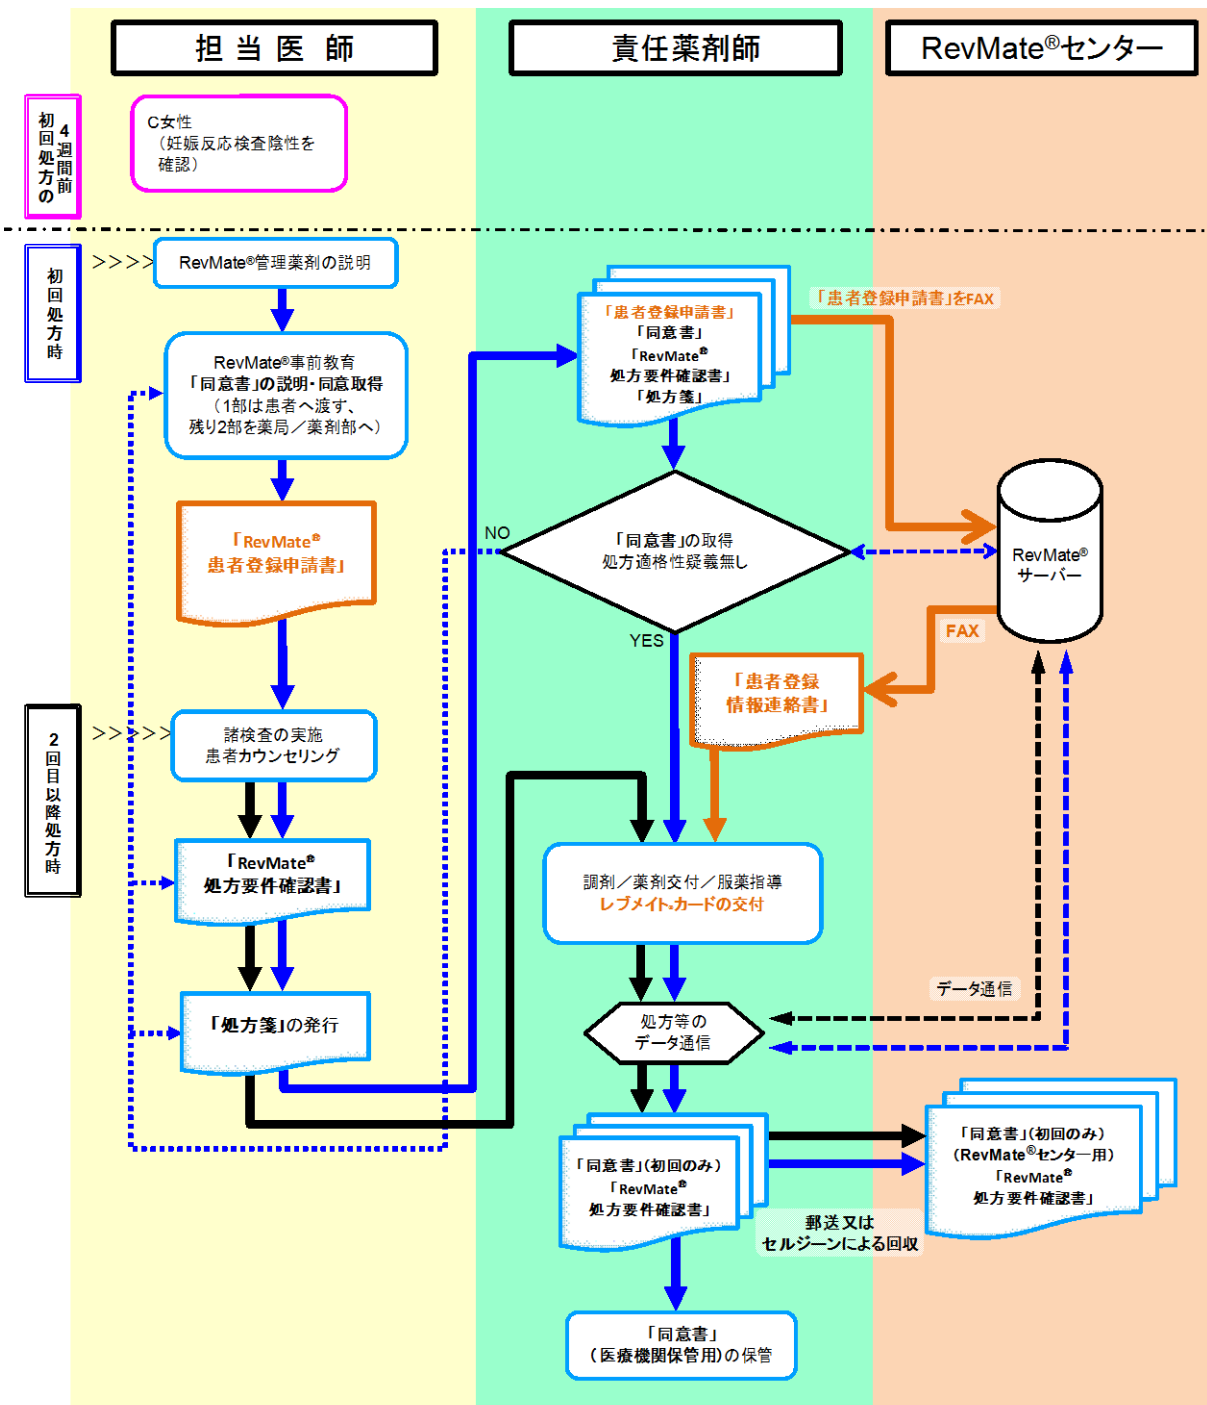 担 当 医 師
責任薬剤師
RevMate®センター
初回処方の
4週間前
C女性
（妊娠反応検査陰性を
確認）
初回処方時
>>>>
RevMate®管理薬剤の説明
RevMate®事前教育
「同意書」の説明・同意取得
（1部は患者へ渡す、
残り2部を薬局／薬剤部へ）
「RevMate®
患者登録申請書」
2回目以降処方時
>>>>>
諸検査の実施
患者カウンセリング
「RevMate®
処方要件確認書」
「処方箋」の発行
「患者登録申請書」
「同意書」
「RevMate®
処方要件確認書」
「処方箋」
「患者登録申請書」をFAX
NO
「同意書」の取得
処方適格性疑義無し
YES
RevMate®
サーバー
FAX
「患者登録
情報連絡書」
調剤／薬剤交付／服薬指導
レブメイト・カードの交付
データ通信
処方等の
データ通信
「同意書」（初回のみ）
「RevMate®
処方要件確認書」
郵送又は
セルジーンによる回収
「同意書」（初回のみ）
（RevMate®センター用）
「RevMate®
処方要件確認書」
「同意書」
（医療機関保管用）の保管